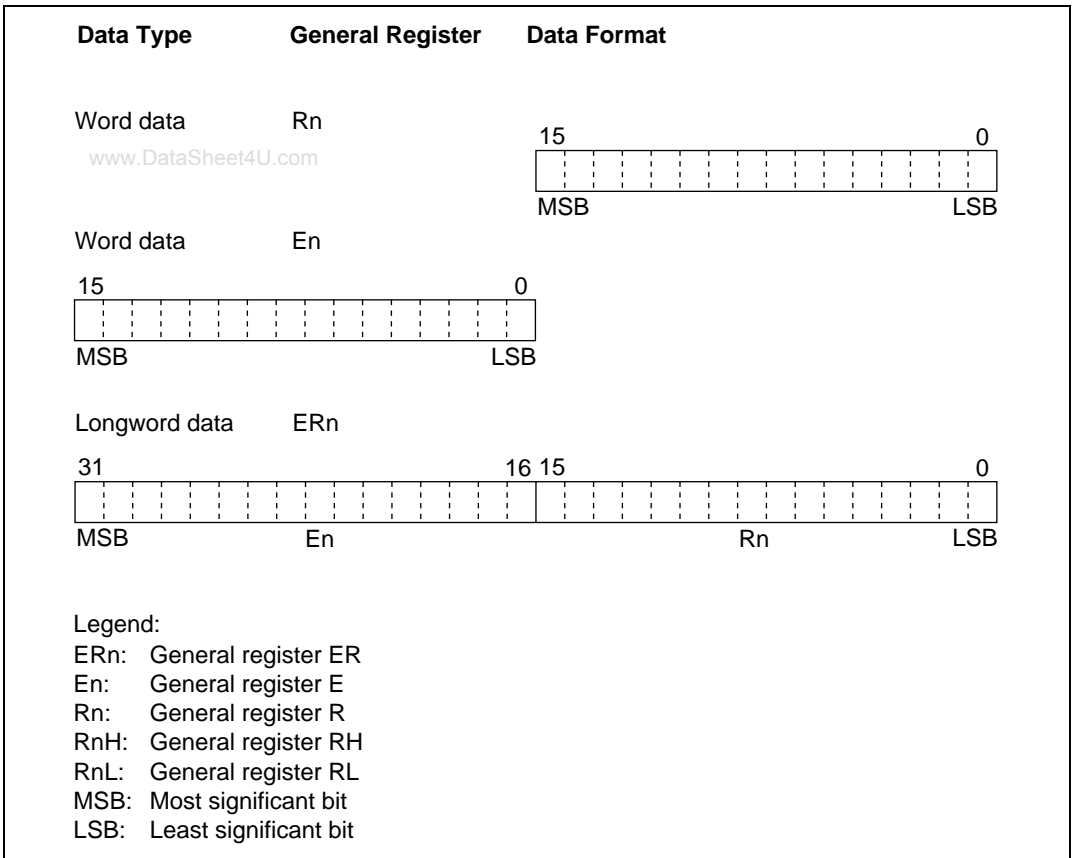 Data Type General Register Data Format
Word data Rn
www.DataSheet4U.com
15 0
MSB LSB
Word data En
15 0
MSB LSB
Longword data ERn
31 16 15 0
MSB En Rn LSB
Legend:
ERn: General register ER
En: General register E
Rn: General register R
RnH: General register RH
RnL: General register RL
MSB: Most significant bit
LSB: Least significant bit